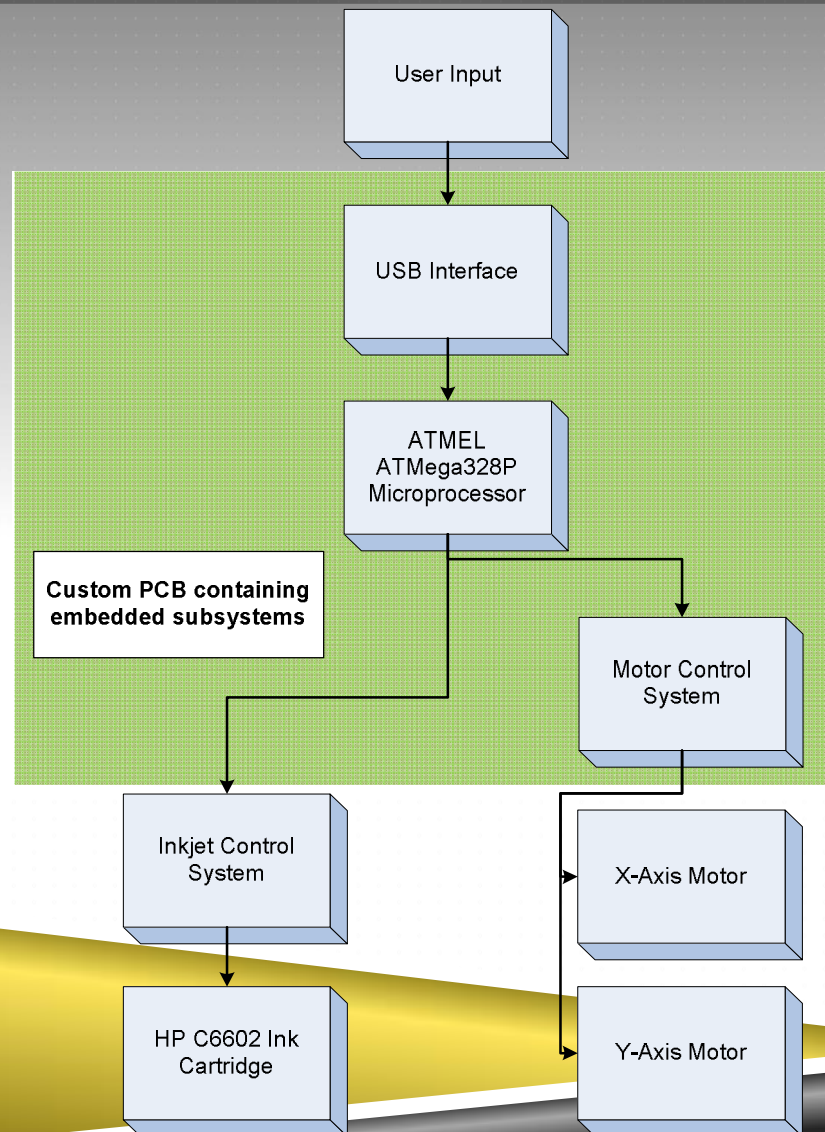 User Input
USB Interface
ATMEL
ATMega328P
Microprocessor
Custom PCB containing
embedded subsystems
Motor Control
System
Inkjet Control
System
X-Axis Motor
HP C6602 Ink
Cartridge
Y-Axis Motor